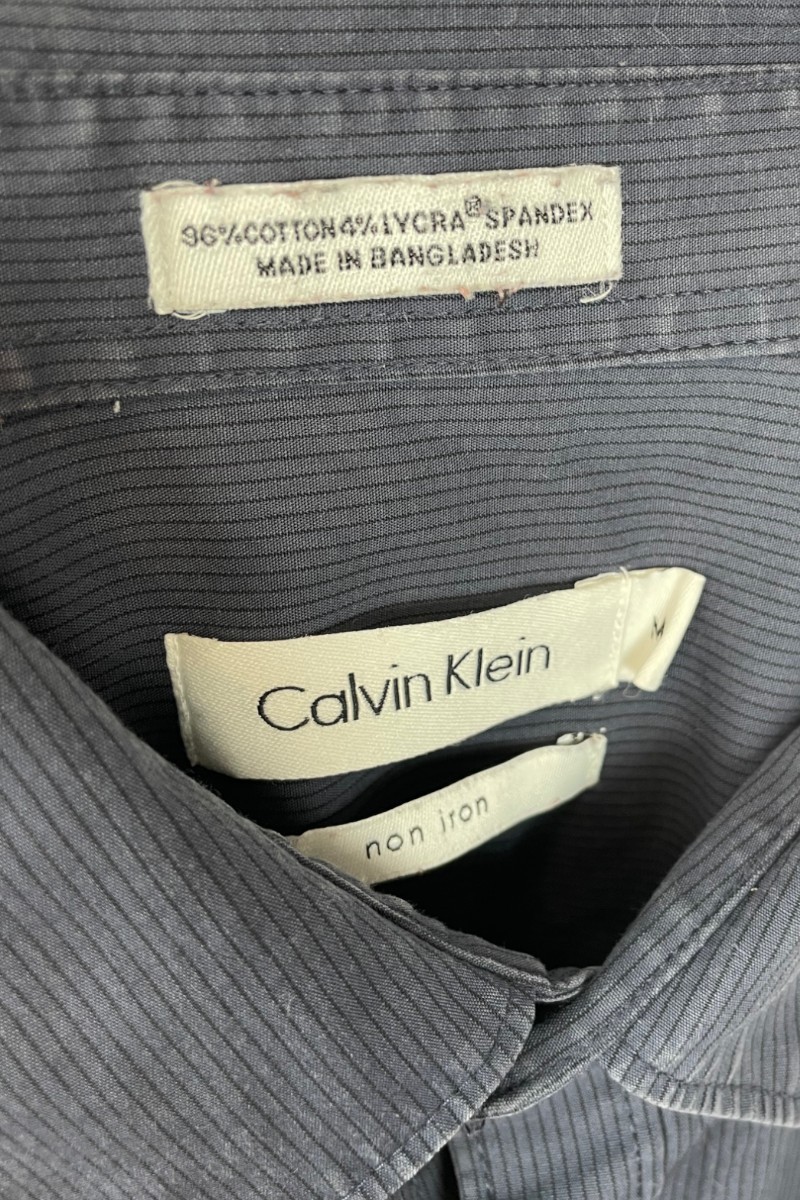 96%COTTON4%LYCRA® SPANDEX
MADE IN BANGLADESH
Calvin Klein
M
non iron